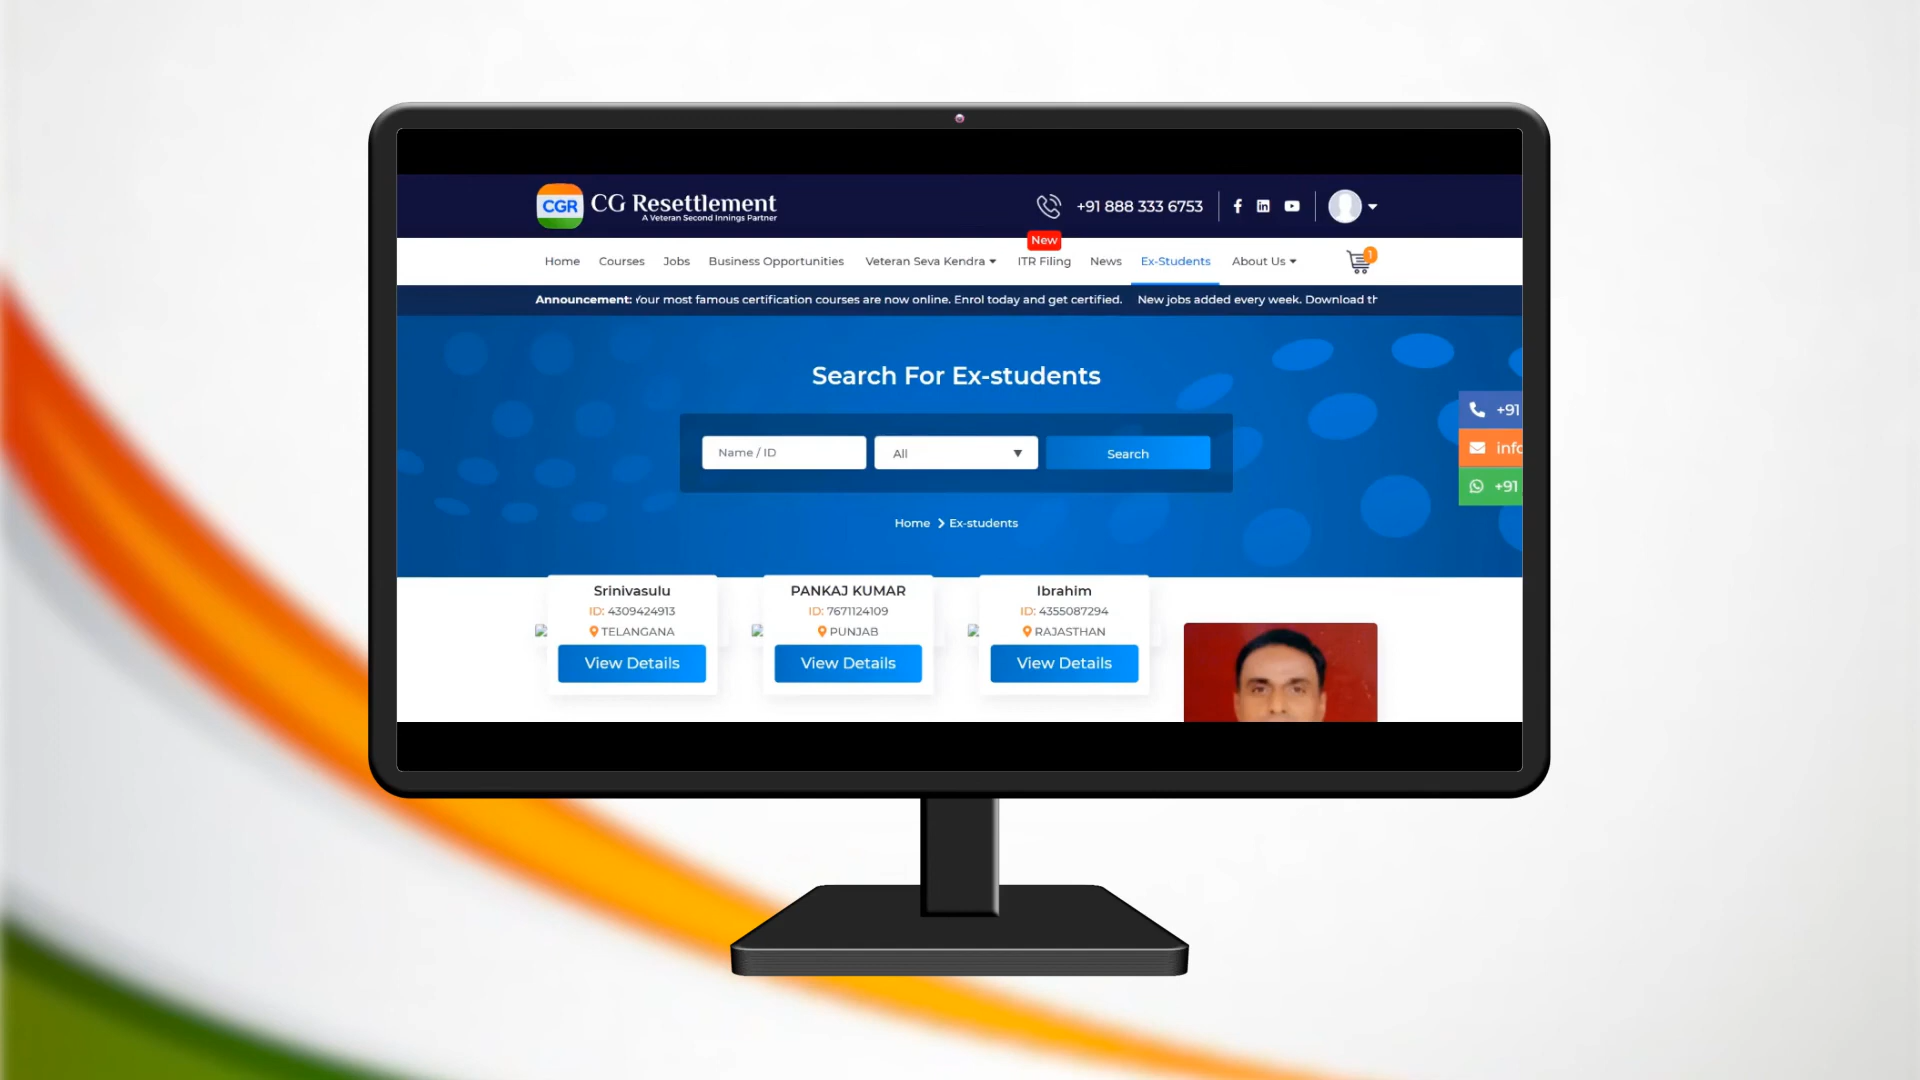 CGR CG Resettlement
A Veteran Second Innings Partner
+91 888 333 6753
New
Home Courses Jobs Business Opportunities Veteran Seva Kendra ITR Filing News Ex-Students About Us 1
Announcement: Your most famous certification courses are now online. Enrol today and get certified. New jobs added every week. Download th
Search For Ex-students
+91
Name / ID All Search
info
+91
Home Ex-students
Srinivasulu PANKAJ KUMAR Ibrahim
ID: 4309424913 ID: 7671124109 ID: 4355087294
TELANGANA PUNJAB RAJASTHAN
View Details View Details View Details